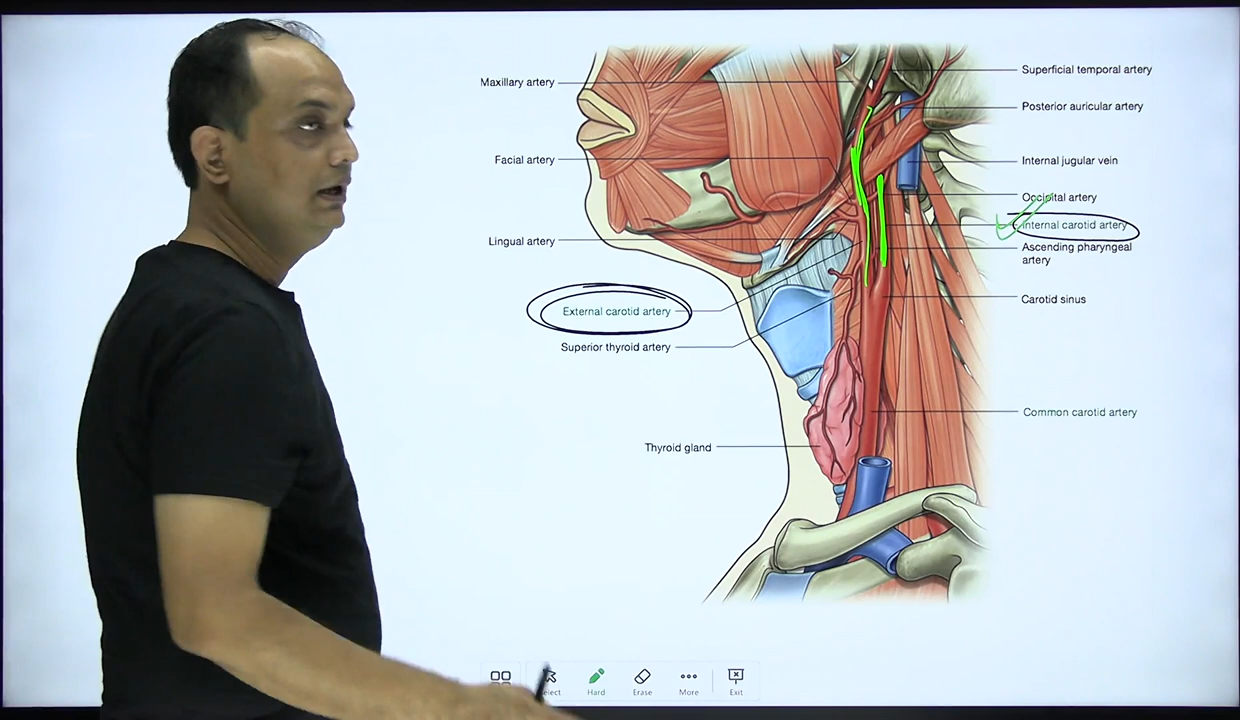 Maxillary artery
Superficial temporal artery
Posterior auricular artery
Facial artery
Internal jugular vein
Occipital artery
Internal carotid artery
Lingual artery
Ascending pharyngeal
artery
External carotid artery
Carotid sinus
Superior thyroid artery
Common carotid artery
Thyroid gland
Select
Hard
Erase
More
Exit